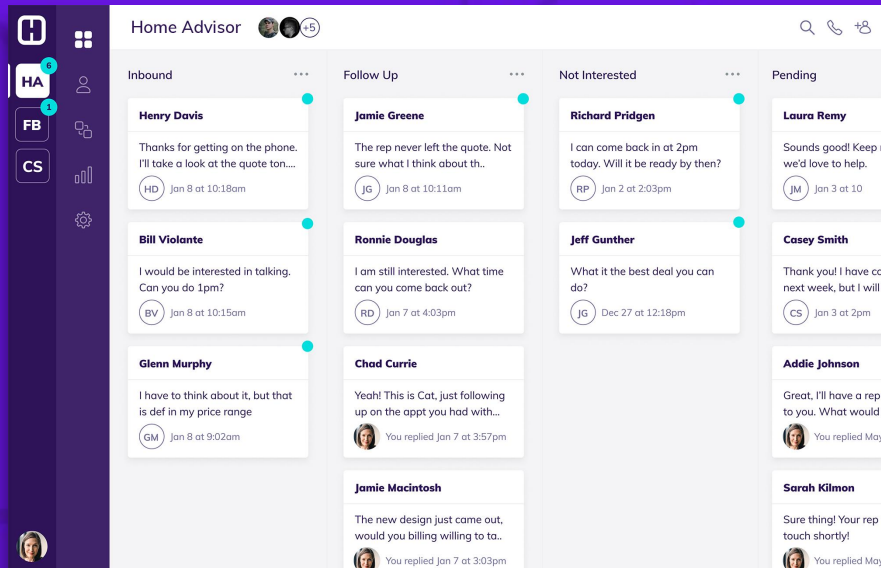 Home Advisor
+5
6
HA
1
FB
CS
Inbound
Henry Davis
Thanks for getting on the phone.
I'll take a look at the quote ton....
HD Jan 8 at 10:18am
Bill Violante
I would be interested in talking.
Can you do 1pm?
BV Jan 8 at 10:15am
Glenn Murphy
I have to think about it, but that
is def in my price range
GM Jan 8 at 9:02am
Follow Up
Jamie Greene
The rep never left the quote. Not
sure what I think about th..
JG Jan 8 at 10:11am
Ronnie Douglas
I am still interested. What time
can you come back out?
RD Jan 7 at 4:03pm
Chad Currie
Yeah! This is Cat, just following
up on the appt you had with...
You replied Jan 7 at 3:57pm
Jamie Macintosh
The new design just came out,
would you billing willing to ta..
You replied Jan 7 at 3:03pm
Not Interested
Richard Pridgen
I can come back in at 2pm
today. Will it be ready by then?
RP Jan 2 at 2:03pm
Jeff Gunther
What it the best deal you can
do?
JG Dec 27 at 12:18pm
Pending
Laura Remy
Sounds good! Keep
we'd love to help.
JM Jan 3 at 10
Casey Smith
Thank you! I have
next week, but I will
CS Jan 3 at 2pm
Addie Johnson
Great, I'll have a rep
to you. What would
You replied May
Sarah Kilmon
Sure thing! Your rep
touch shortly!
You replied May